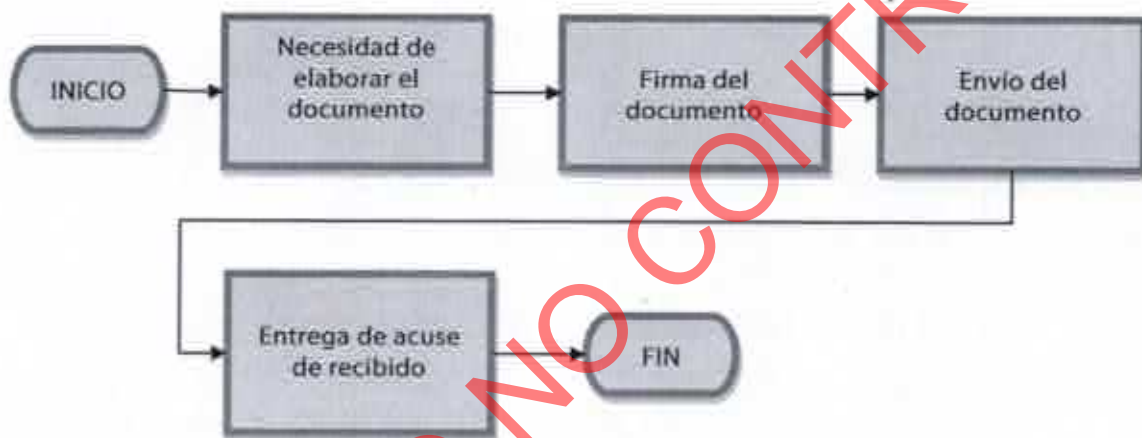 INICIO
Necesidad de
elaborar el
documento
Firma del
documento
Envío del
documento
Entrega de acuse
de recibido
FIN
NO CONTR